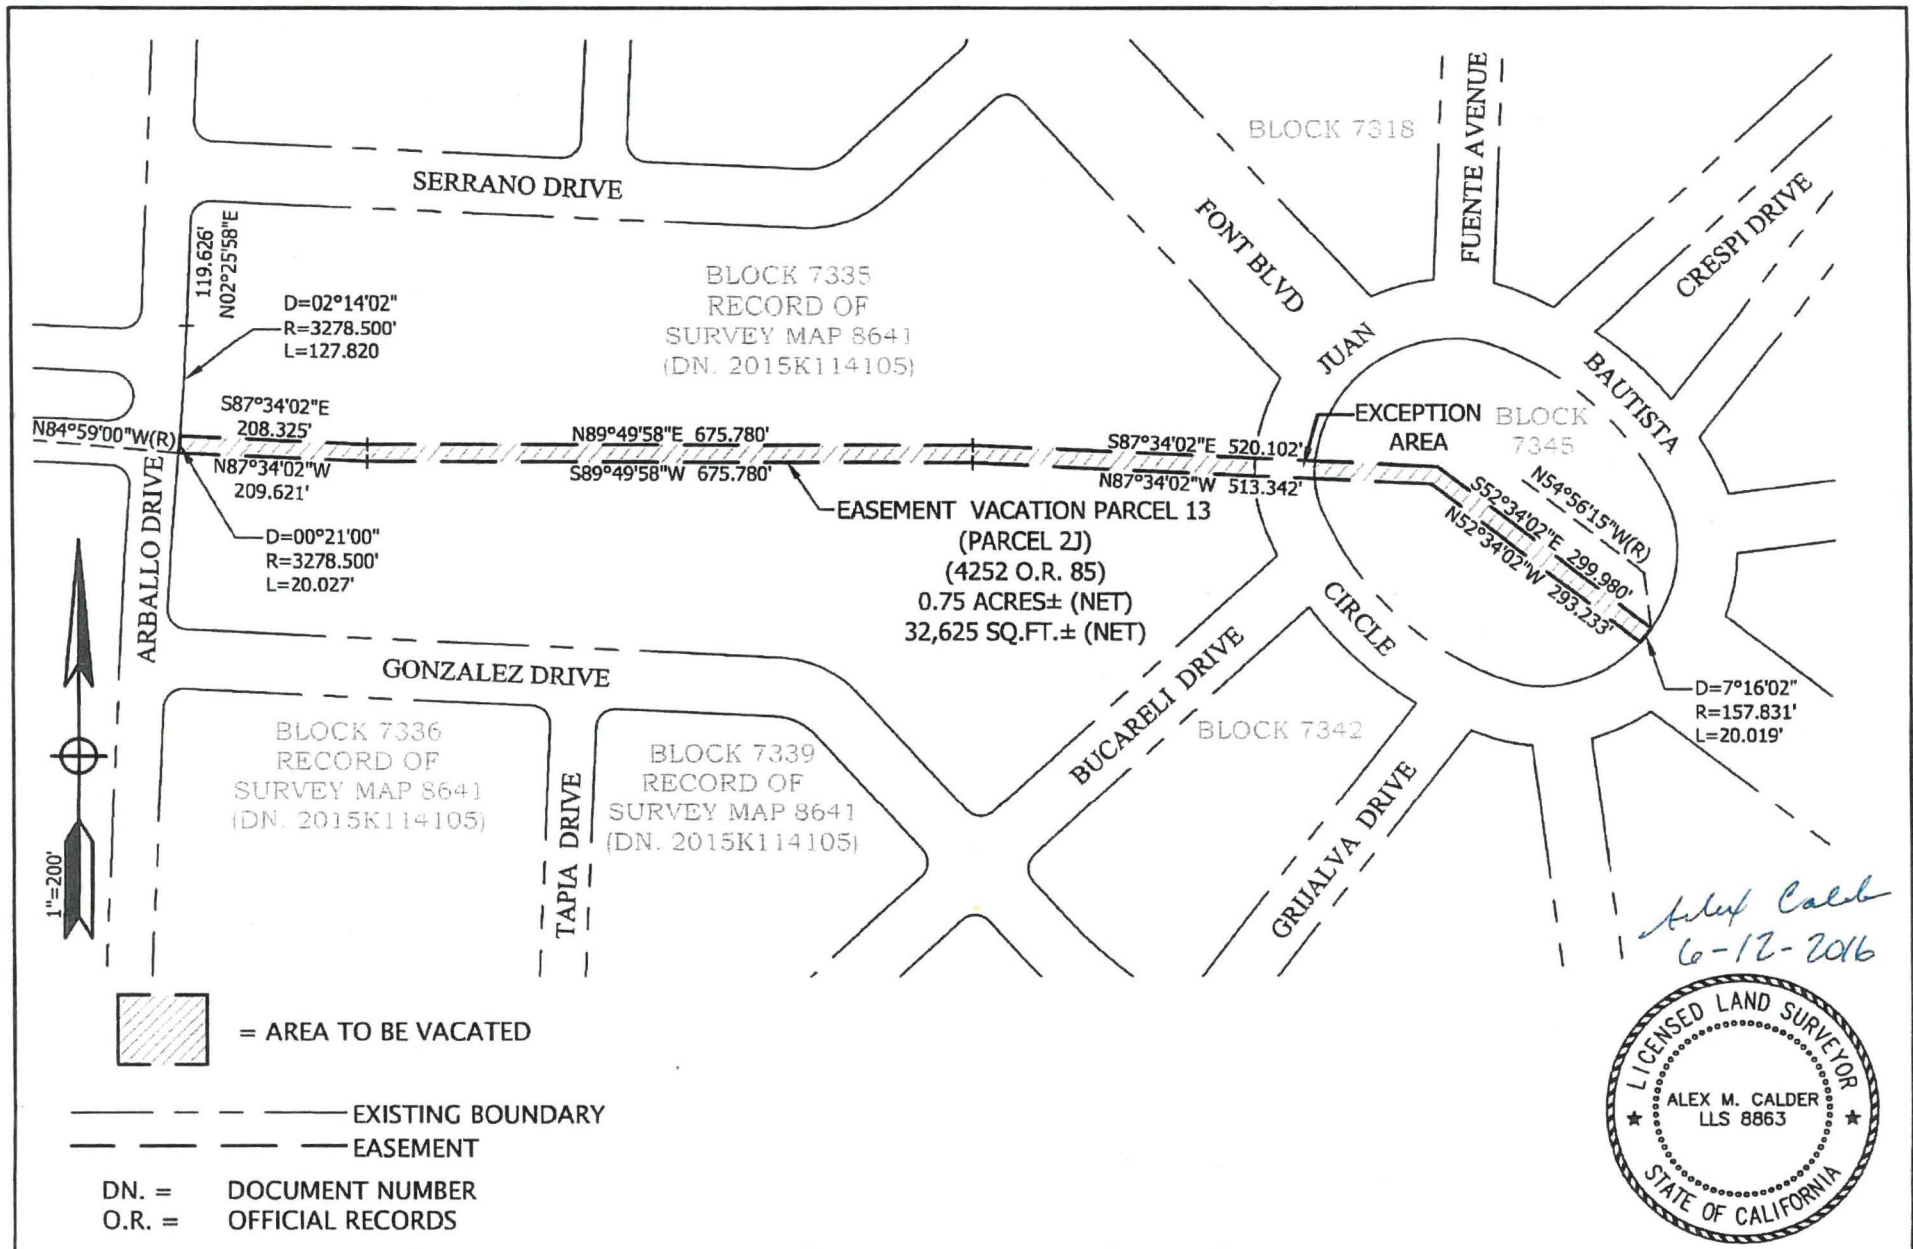 BLOCK 7318
FUENTE AVENUE
SERRANO DRIVE
FONT BLVD
CRESPI DRIVE
119.626'
N02°25'58"E
D=02°14'02"
R=3278.500'
L=127.820
BLOCK 7335
RECORD OF
SURVEY MAP 8641
(DN. 2015K114105)
JUAN
BAUTISTA
CIRCLE
N84°59'00"W(R)
S87°34'02"E
208.325'
N87°34'02"W
209.621'
N89°49'58"E 675.780'
S89°49'58"W 675.780'
S87°34'02"E 520.102'
N87°34'02"W 513.342'
EXCEPTION
AREA
BLOCK
7345
N54°56'15"W(R)
S52°34'02"E 299.980'
N52°34'02"W 293.233'
D=00°21'00"
R=3278.500'
L=20.027'
EASEMENT VACATION PARCEL 13
(PARCEL 2J)
(4252 O.R. 85)
0.75 ACRES± (NET)
32,625 SQ.FT.± (NET)
ARBALLO DRIVE
GONZALEZ DRIVE
BUCARELI DRIVE
D=7°16'02"
R=157.831'
L=20.019'
BLOCK 7336
RECORD OF
SURVEY MAP 8641
(DN. 2015K114105)
TAPIA DRIVE
BLOCK 7339
RECORD OF
SURVEY MAP 8641
(DN. 2015K114105)
BLOCK 7342
GRIJALVA DRIVE
1"=200'
Alex Calder
6-12-2016
= AREA TO BE VACATED
EXISTING BOUNDARY
EASEMENT
DN. = DOCUMENT NUMBER
O.R. = OFFICIAL RECORDS
LICENSED LAND SURVEYOR
ALEX M. CALDER
LLS 8863
STATE OF CALIFORNIA